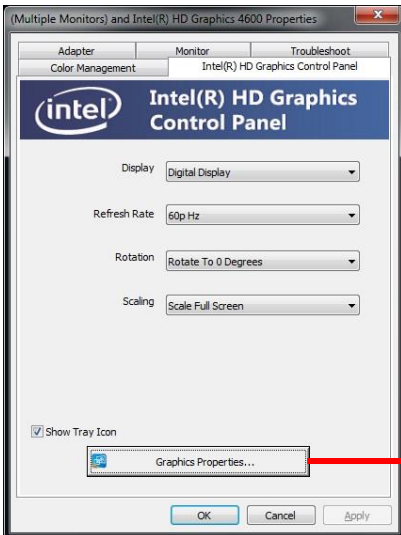 (Multiple Monitors) and Intel(R) HD Graphics 4600 Properties
Adapter Monitor Troubleshoot
Color Management Intel(R) HD Graphics Control Panel
intel Intel(R) HD Graphics
Control Panel
Display Digital Display
Refresh Rate 60p Hz
Rotation Rotate To 0 Degrees
Scaling Scale Full Screen
Show Tray Icon
Graphics Properties...
OK Cancel Apply